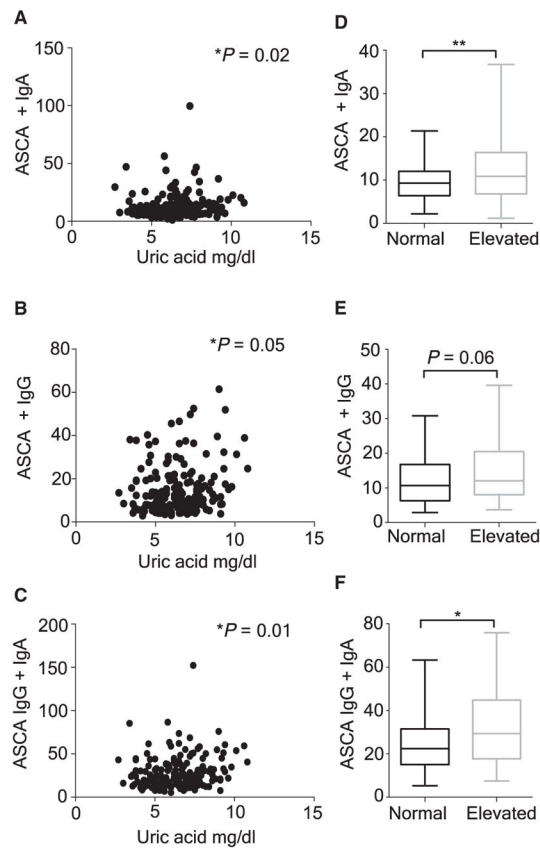 A
*P = 0.02
ASCA + IgA
150
100
50
0
0 5 10 15
Uric acid mg/dl
D
**
ASCA + IgA
40
30
20
10
0
Normal Elevated
B
*P = 0.05
ASCA + IgG
80
60
40
20
0
0 5 10 15
Uric acid mg/dl
E
P = 0.06
ASCA + IgG
50
40
30
20
10
0
Normal Elevated
C
*P = 0.01
ASCA IgG + IgA
200
150
100
50
0
0 5 10 15
Uric acid mg/dl
F
*
ASCA IgG + IgA
80
60
40
20
0
Normal Elevated